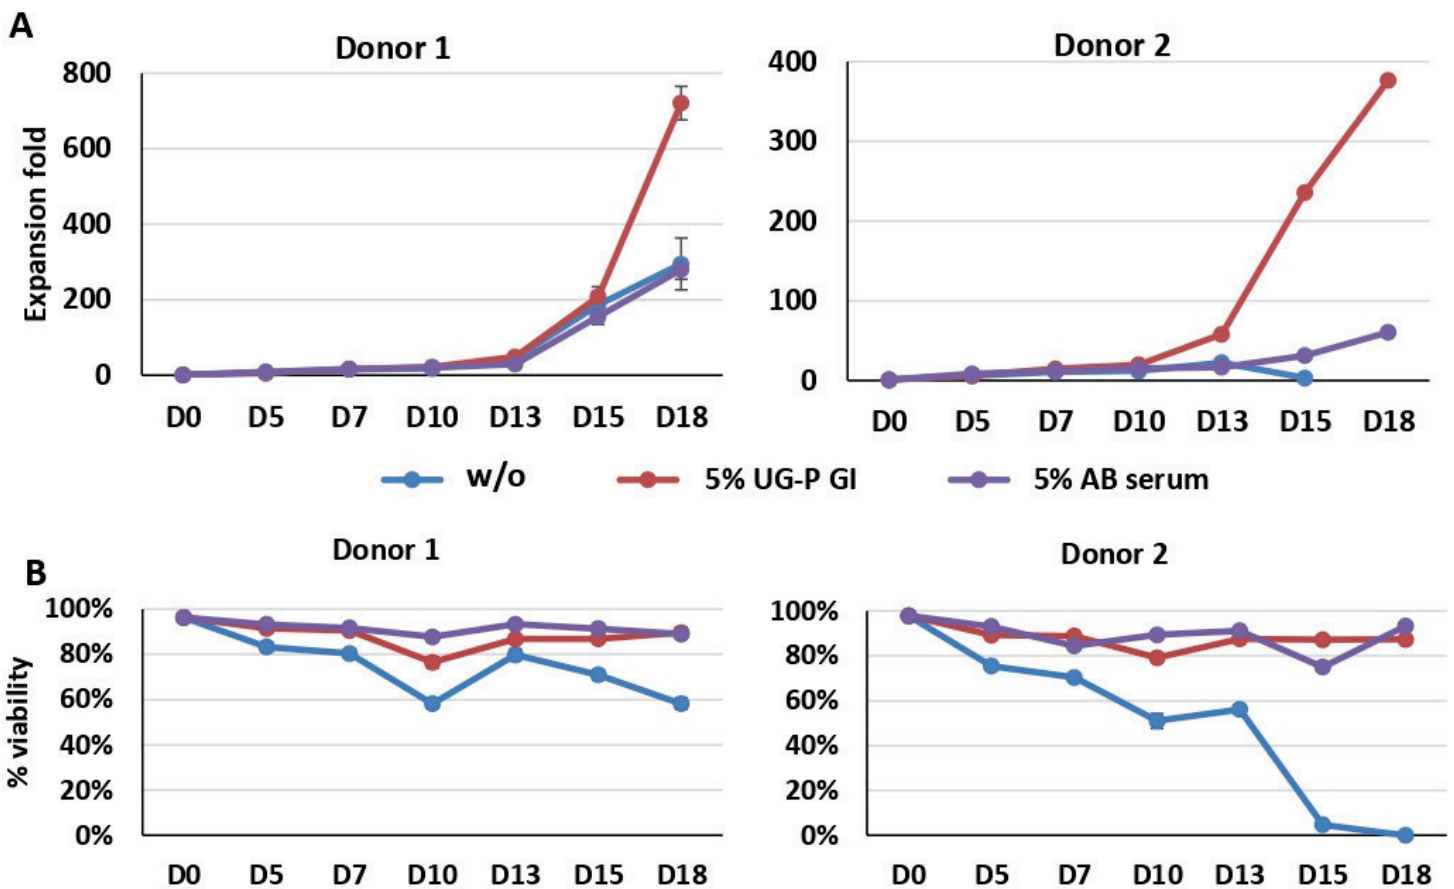 A
Donor 1
Donor 2
Expansion fold
800
600
400
200
0
D0 D5 D7 D10 D13 D15 D18
400
300
200
100
0
D0 D5 D7 D10 D13 D15 D18
w/o 5% UG-P GI 5% AB serum
B
Donor 1
Donor 2
% viability
100%
80%
60%
40%
20%
0%
D0 D5 D7 D10 D13 D15 D18
100%
80%
60%
40%
20%
0%
D0 D5 D7 D10 D13 D15 D18